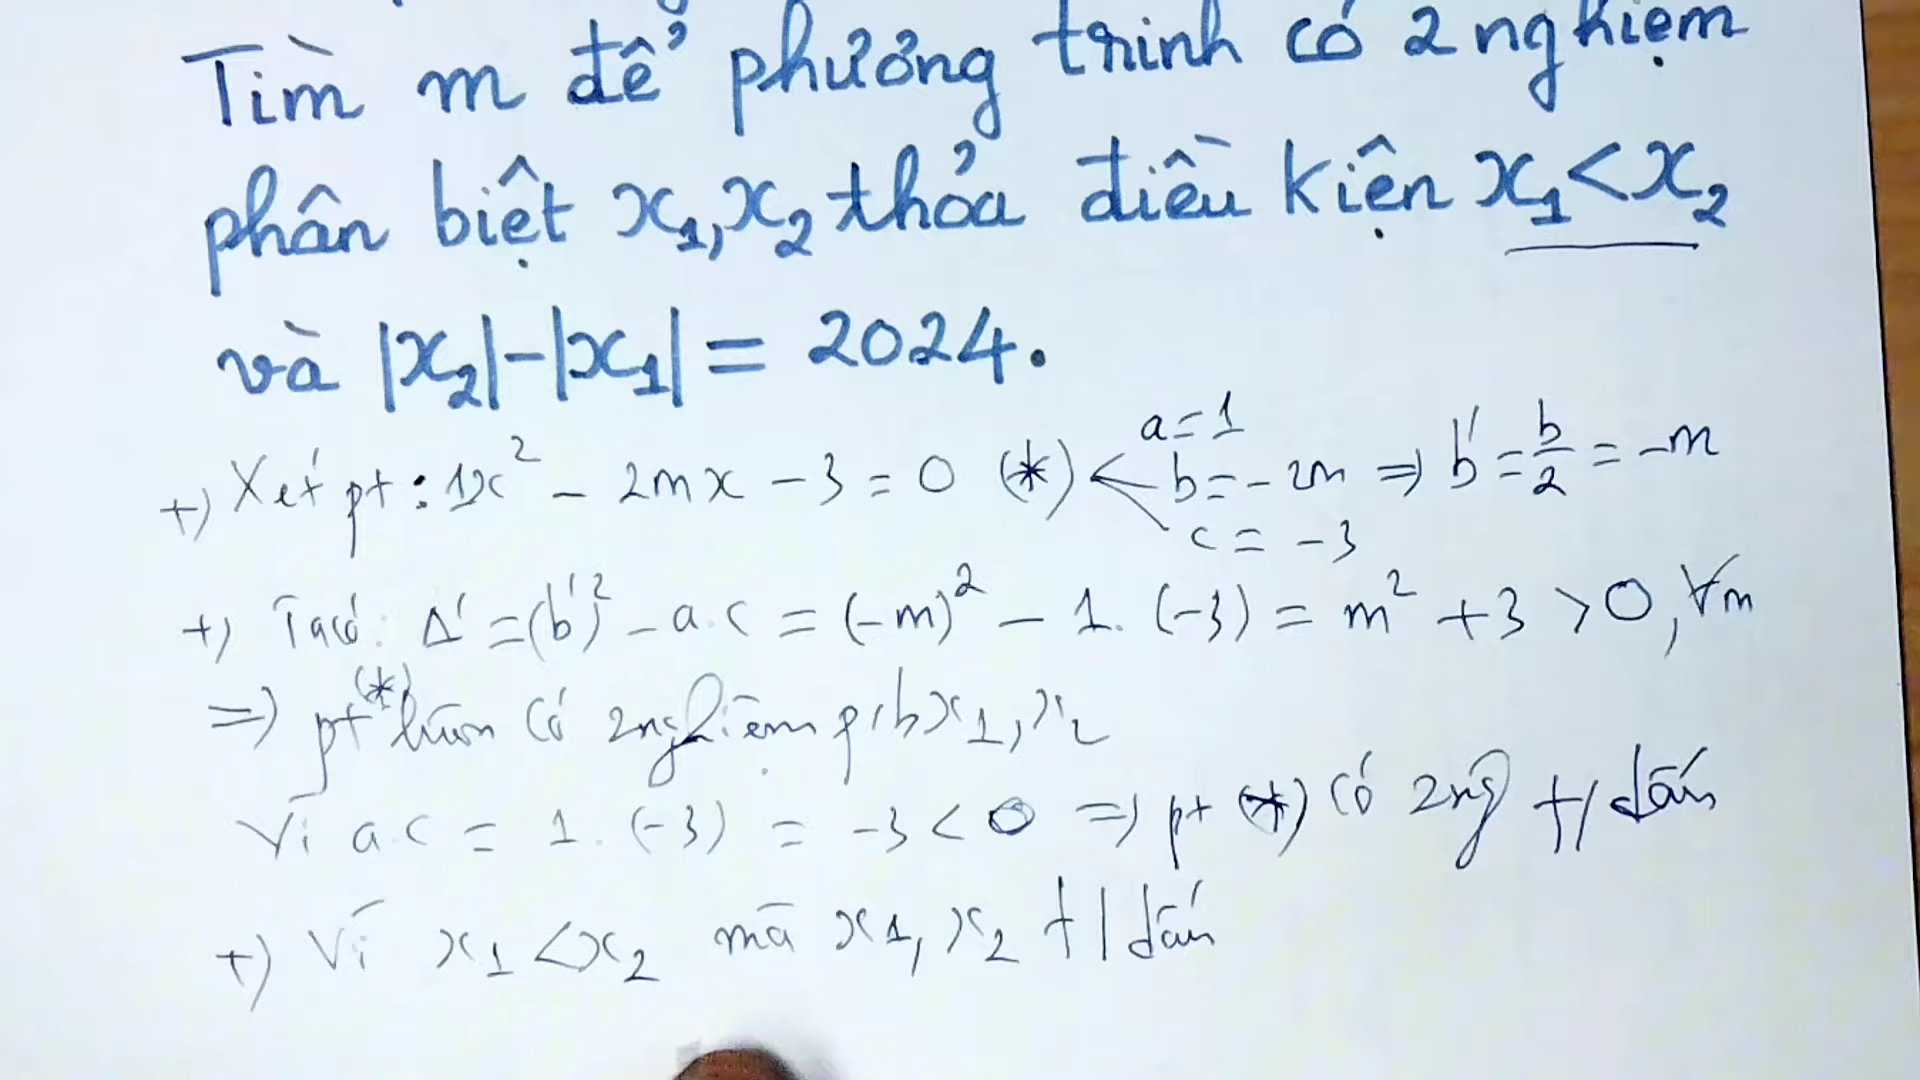 Tìm m để phương trình có 2 nghiệm
phân biệt x₁, x₂ thỏa điều kiện x₁ < x₂
và |x₂| - |x₁| = 2024.
+) Xét pt : 1x² - 2mx - 3 = 0 (*)
a = 1
b = -2m => b' = b/2 = -m
c = -3
+) Ta có: Δ' = (b')² - a.c = (-m)² - 1.(-3) = m² + 3 > 0, ∀m
=> pt (*) luôn có 2 nghiệm p/b x₁, x₂
Vì a.c = 1.(-3) = -3 < 0 => pt (*) có 2 ng t/dấu
+) Vì x₁ < x₂ mà x₁, x₂ t/dấu